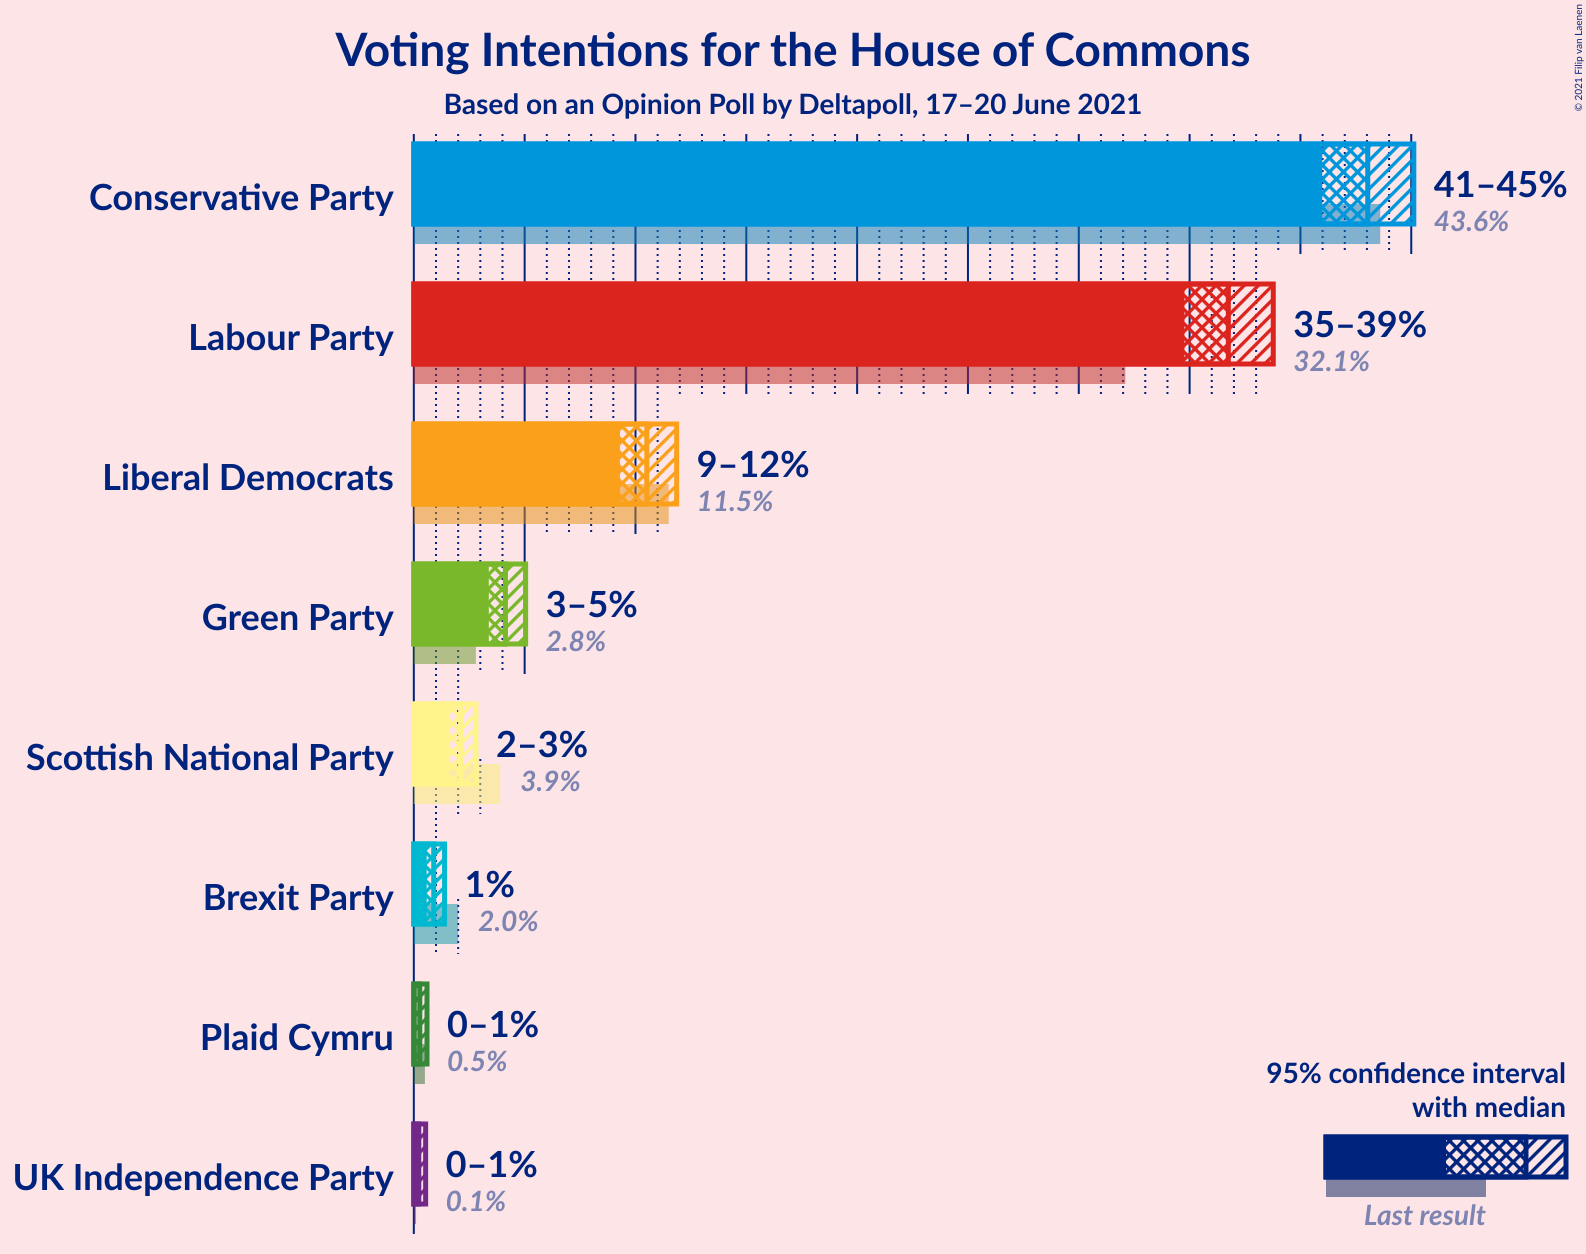 Voting Intentions for the House of Commons
Based on an Opinion Poll by Deltapoll, 17–20 June 2021
© 2021 Filip van Laenen
Conservative Party
41–45%
43.6%
Labour Party
35–39%
32.1%
Liberal Democrats
9–12%
11.5%
Green Party
3–5%
2.8%
Scottish National Party
2–3%
3.9%
Brexit Party
1%
2.0%
Plaid Cymru
0–1%
0.5%
UK Independence Party
0–1%
0.1%
95% confidence interval
with median
Last result